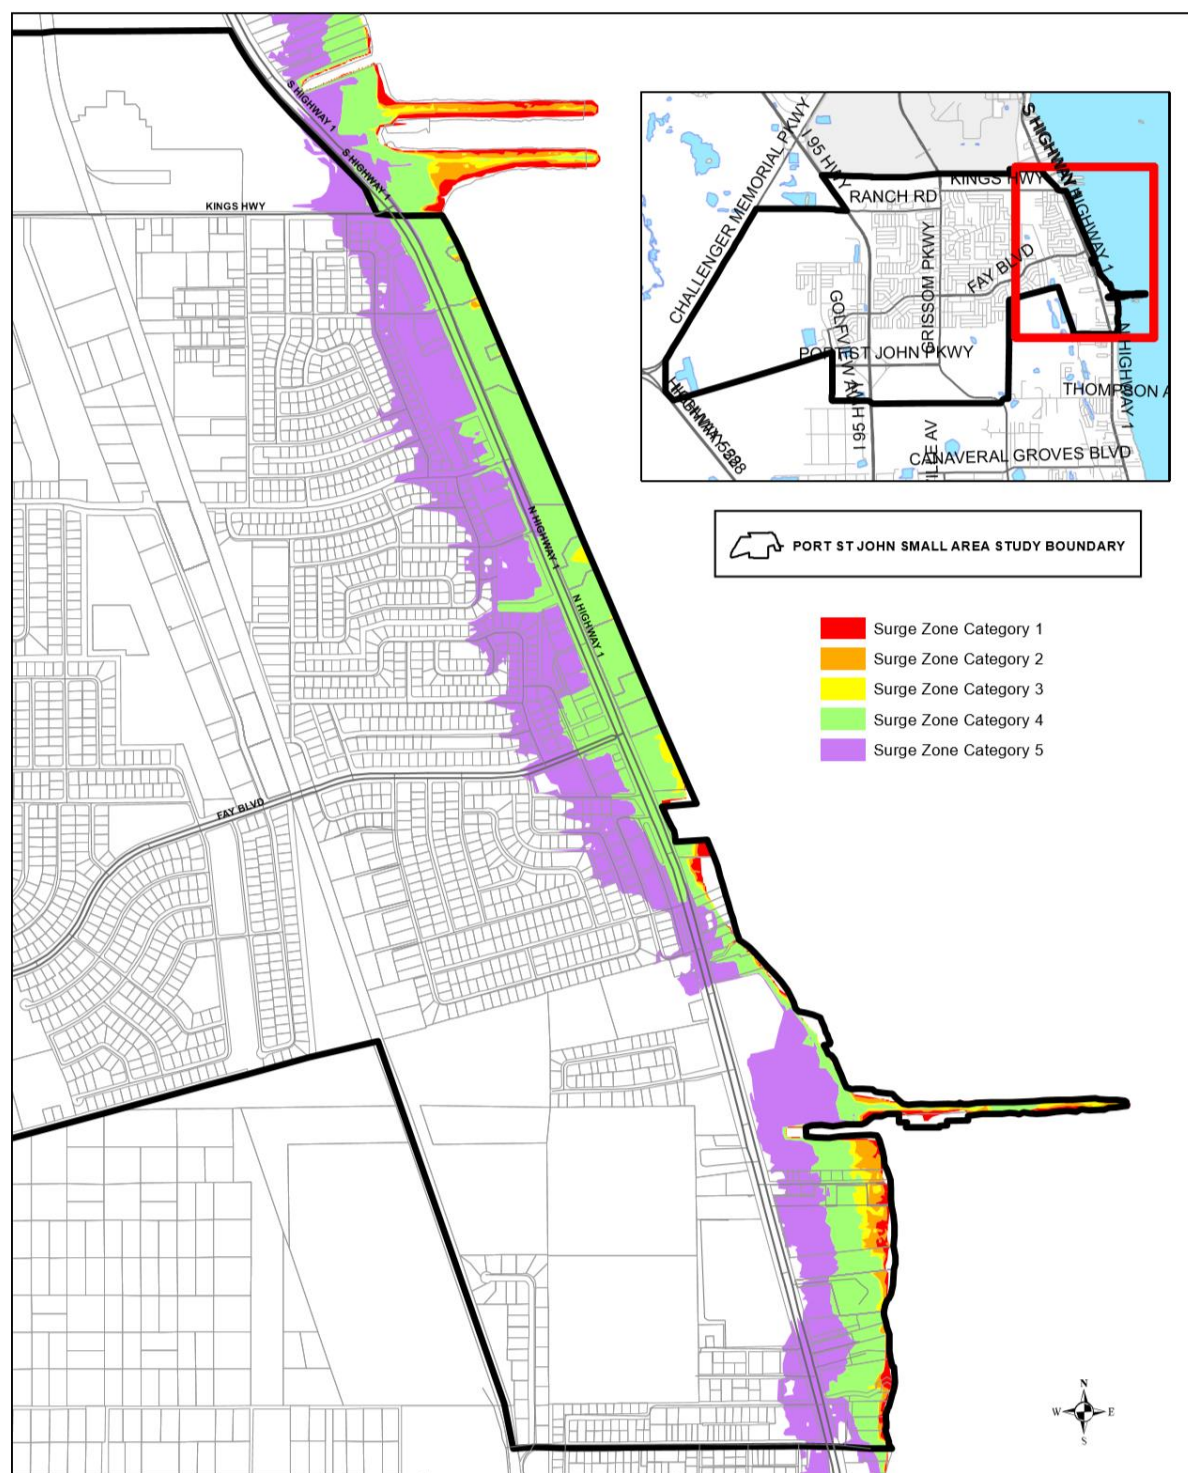 S HIGHWAY 1
S HIGHWAY 1
KINGS HWY
N HIGHWAY 1
N HIGHWAY 1
FAY BLVD
S HIGHWAY 1
I 95 HWY
CHALLENGER MEMORIAL PKWY
KINGS HWY
RANCH RD
HIGHWAY 1
GRISSOM PKWY
FAY BLVD
GOLFVIEW AV
PORT ST JOHN PKWY
N HIGHWAY 1
THOMPSON A
I 95 HWY
CANAVERAL GROVES BLVD
PORT ST JOHN SMALL AREA STUDY BOUNDARY
Surge Zone Category 1
Surge Zone Category 2
Surge Zone Category 3
Surge Zone Category 4
Surge Zone Category 5
N
W
E
S